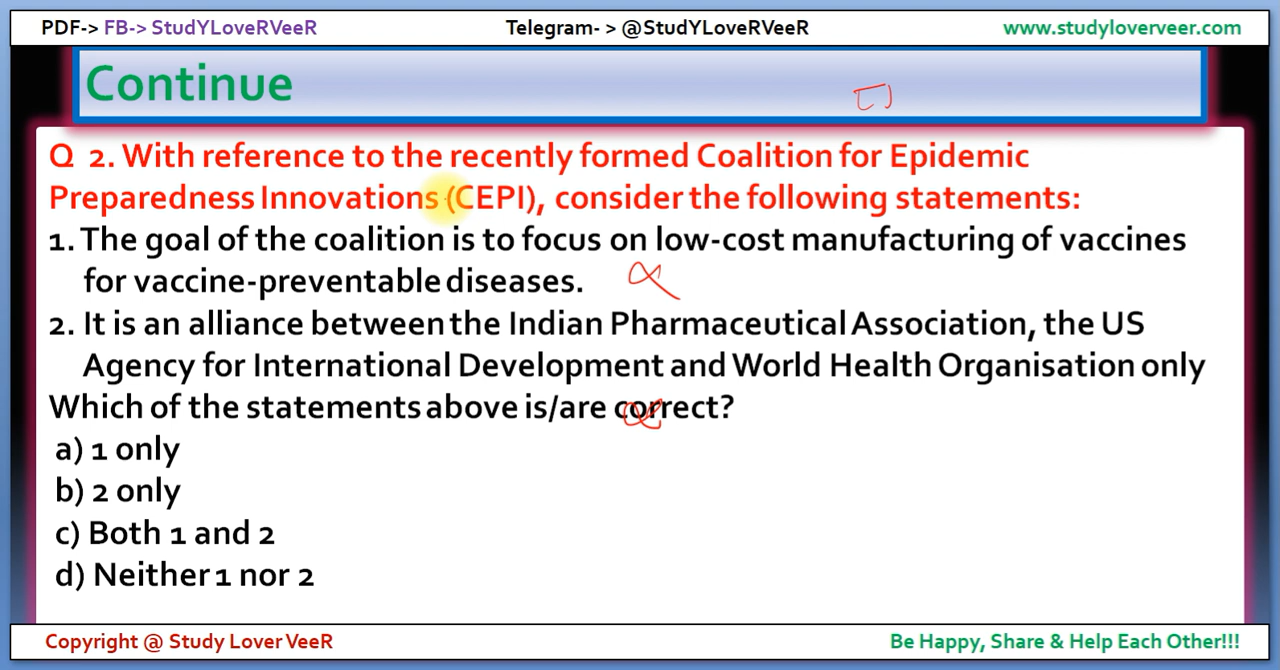 PDF-> FB-> StudYLoveRVeeR Telegram- > @StudYLoveRVeeR www.studyloverveer.com
Continue
Q 2. With reference to the recently formed Coalition for Epidemic
Preparedness Innovations (CEPI), consider the following statements:
1. The goal of the coalition is to focus on low-cost manufacturing of vaccines
for vaccine-preventable diseases.
2. It is an alliance between the Indian Pharmaceutical Association, the US
Agency for International Development and World Health Organisation only
Which of the statements above is/are correct?
a) 1 only
b) 2 only
c) Both 1 and 2
d) Neither 1 nor 2
Copyright @ Study Lover VeeR Be Happy, Share & Help Each Other!!!